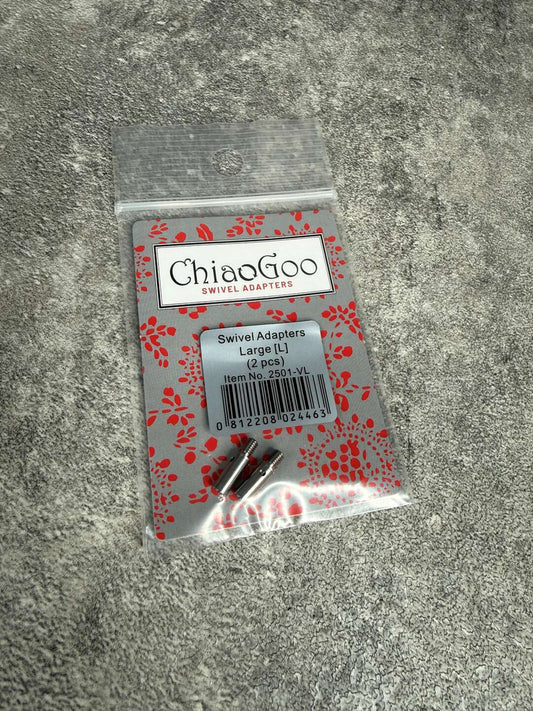 ChiaoGoo
SWIVEL ADAPTERS
Swivel Adapters
Large [L]
(2 pcs)
Item No. 2501-VL
0 812208 024463